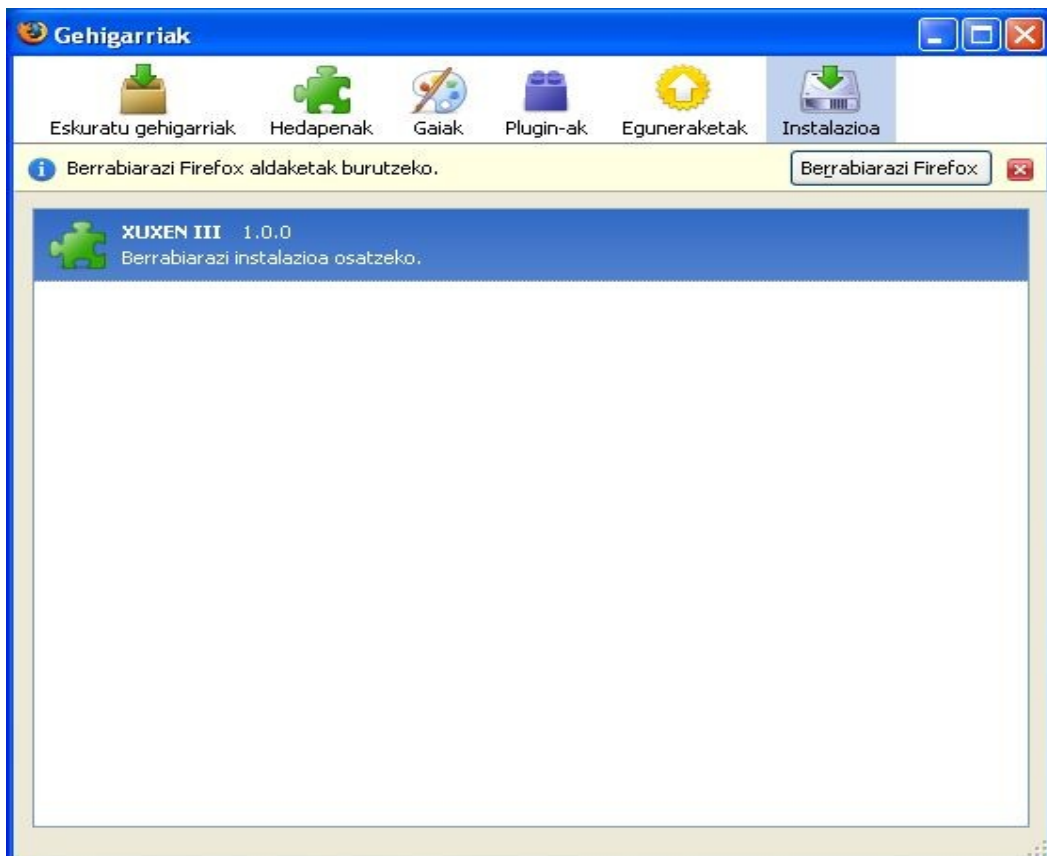 Gehigarriak
Eskuratu gehigarriak Hedapenak Gaiak Plugin-ak Eguneraketak Instalazioa
Berrabiarazi Firefox aldaketak burutzeko. Berrabiarazi Firefox
XUXEN III 1.0.0
Berrabiarazi instalazioa osatzeko.